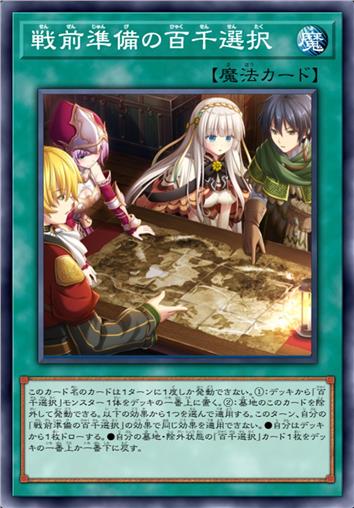 戦前準備の百千選択
魔
【魔法カード】
このカード名のカードは1ターンに1度しか発動できない。①:デッキから「百
千選択」モンスター1体をデッキの一番上に置く。②:墓地のこのカードを除
外して発動できる。以下の効果から1つを選んで適用する。このターン、自分の
「戦前準備の百千選択」の効果で同じ効果を適用できない。●自分はデッキ
から1枚ドローする。●自分の墓地・除外状態の「百千選択」カード1枚をデッ
キの一番上か一番下に戻す。